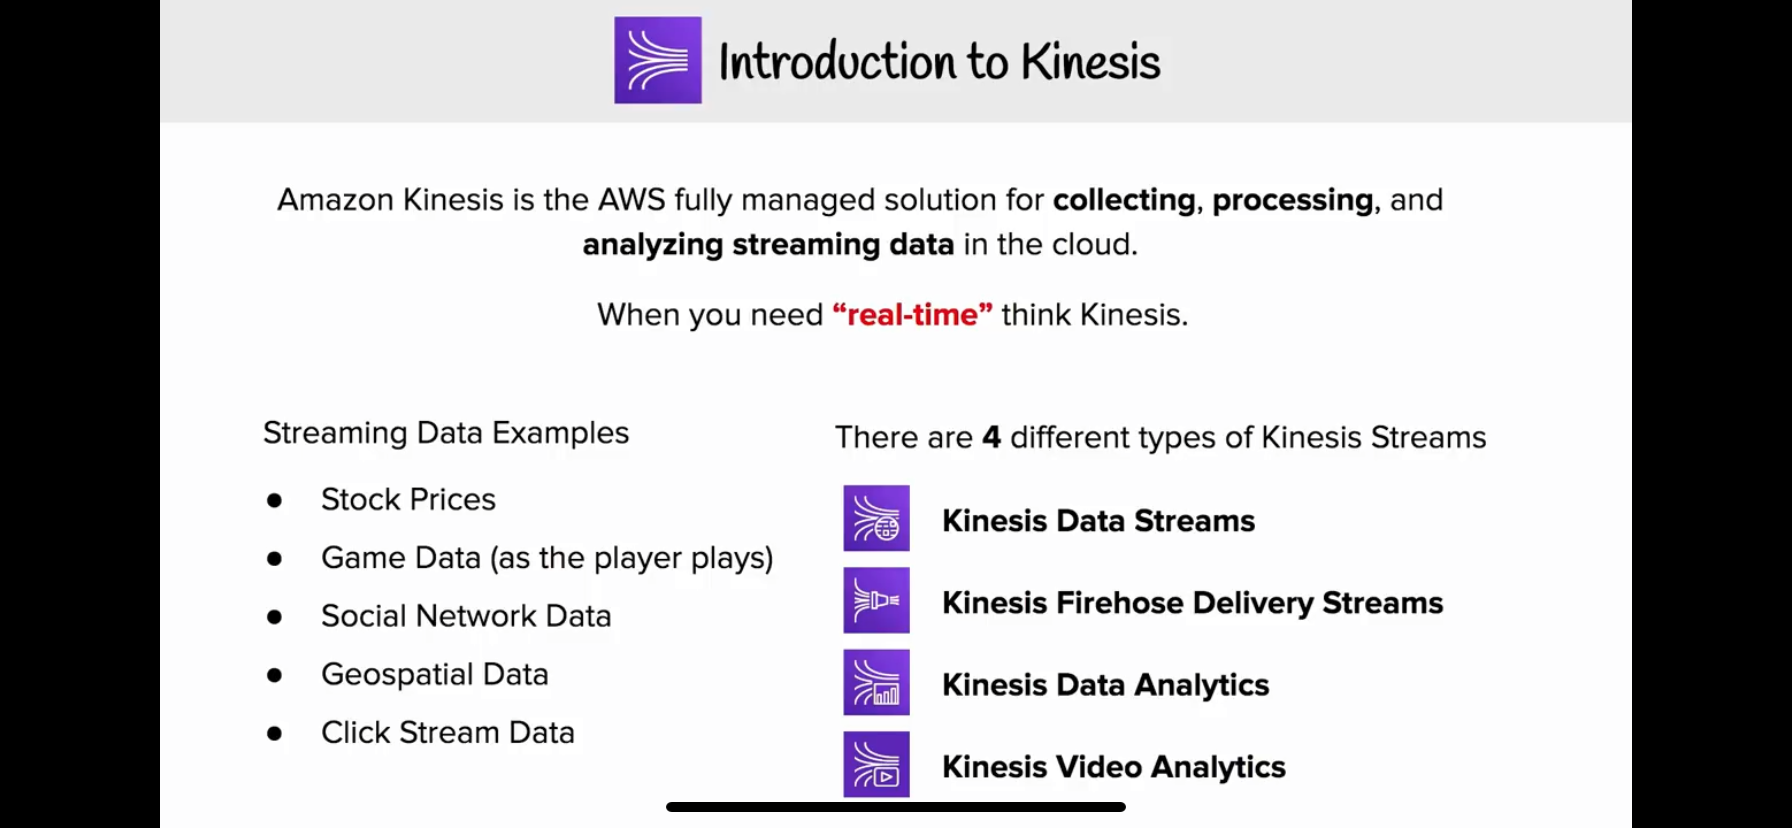 Introduction to Kinesis
Amazon Kinesis is the AWS fully managed solution for collecting, processing, and
analyzing streaming data in the cloud.
When you need “real-time” think Kinesis.
Streaming Data Examples
● Stock Prices
● Game Data (as the player plays)
● Social Network Data
● Geospatial Data
● Click Stream Data
There are 4 different types of Kinesis Streams
Kinesis Data Streams
Kinesis Firehose Delivery Streams
Kinesis Data Analytics
Kinesis Video Analytics